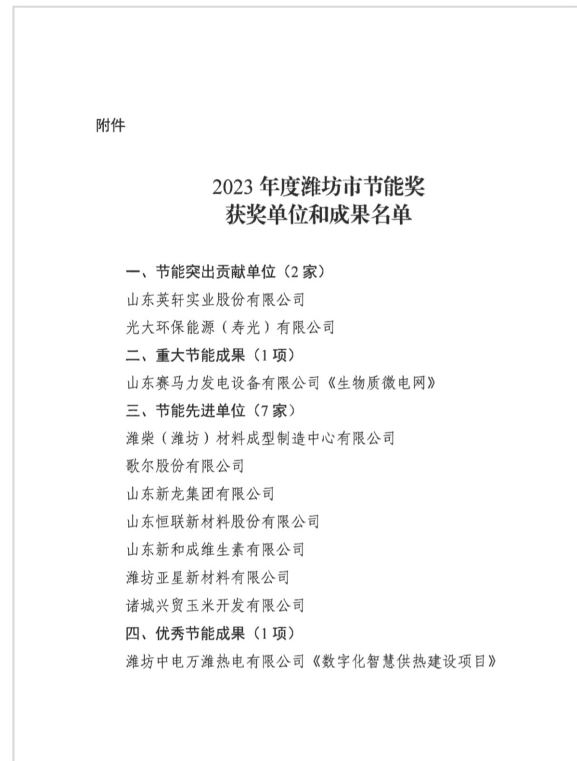 附件
2023 年度潍坊市节能奖
获奖单位和成果名单
一、节能突出贡献单位（2 家）
山东英轩实业股份有限公司
光大环保能源（寿光）有限公司
二、重大节能成果（1 项）
山东赛马力发电设备有限公司《生物质微电网》
三、节能先进单位（7 家）
潍柴（潍坊）材料成型制造中心有限公司
歌尔股份有限公司
山东新龙集团有限公司
山东恒联新材料股份有限公司
山东新和成维生素有限公司
潍坊亚星新材料有限公司
诸城兴贸玉米开发有限公司
四、优秀节能成果（1 项）
潍坊中电万潍热电有限公司《数字化智慧供热建设项目》